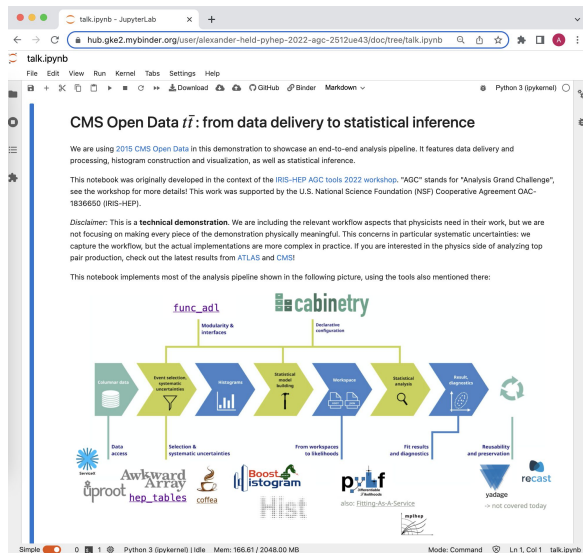 talk.ipynb - JupyterLab
hub.gke2.mybinder.org/user/alexander-held-pyhep-2022-agc-2512ue43/doc/tree/talk.ipynb
A
talk.ipynb
File Edit View Run Kernel Tabs Settings Help
Download GitHub Binder Markdown Python 3 (ipykernel)
CMS Open Data tt̄: from data delivery to statistical inference
We are using 2015 CMS Open Data in this demonstration to showcase an end-to-end analysis pipeline. It features data delivery and
processing, histogram construction and visualization, as well as statistical inference.
This notebook was originally developed in the context of the IRIS-HEP AGC tools 2022 workshop. "AGC" stands for "Analysis Grand Challenge",
see the workshop for more details! This work was supported by the U.S. National Science Foundation (NSF) Cooperative Agreement OAC-
1836650 (IRIS-HEP).
Disclaimer: This is a technical demonstration. We are including the relevant workflow aspects that physicists need in their work, but we are
not focusing on making every piece of the demonstration physically meaningful. This concerns in particular systematic uncertainties: we
capture the workflow, but the actual implementations are more complex in practice. If you are interested in the physics side of analyzing top
pair production, check out the latest results from ATLAS and CMS!
This notebook implements most of the analysis pipeline shown in the following picture, using the tools also mentioned there:
func_adl
cabinetry
Modularity &
interfaces
Declarative
configuration
Columnar data
Event selection,
systematic
uncertainties
Histograms
Statistical
model
building
Workspace
Statistical
analysis
Result,
diagnostics
Data
access
Selection &
systematic uncertainties
From workspaces
to likelihoods
Fit results
and diagnostics
Reusability
and preservation
ServiceX
uproot
Awkward
Array
hep_tables
coffea
Boost
Histogram
Hist
pyhf
differentiable
likelihoods
also: Fitting-As-A-Service
mplhep
yadage
recast
-> not covered today
Simple 0 1 Python 3 (ipykernel) | Idle Mem: 166.61 / 2048.00 MB Mode: Command Ln 1, Col 1 talk.ipynb